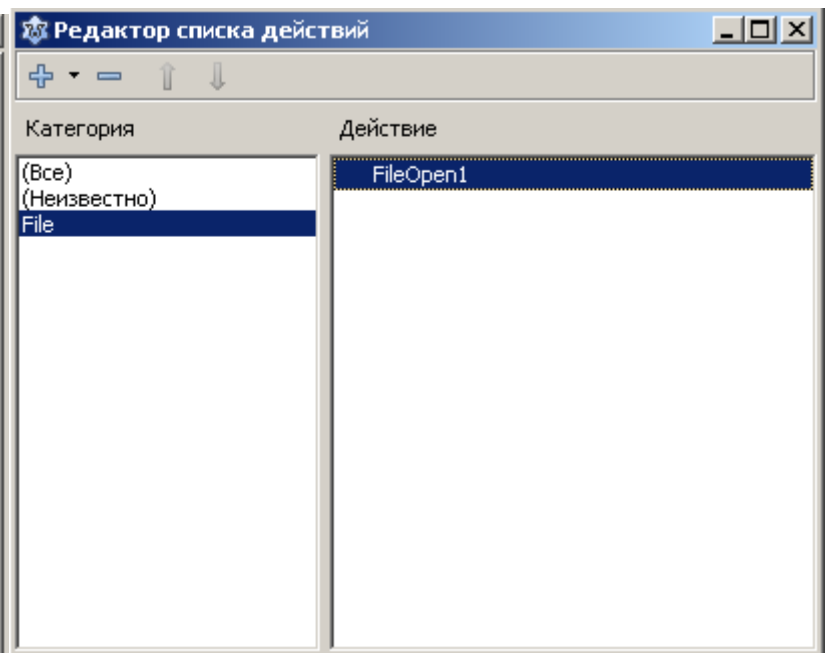 Редактор списка действий
Категория
Действие
(Все)
(Неизвестно)
File
FileOpen1